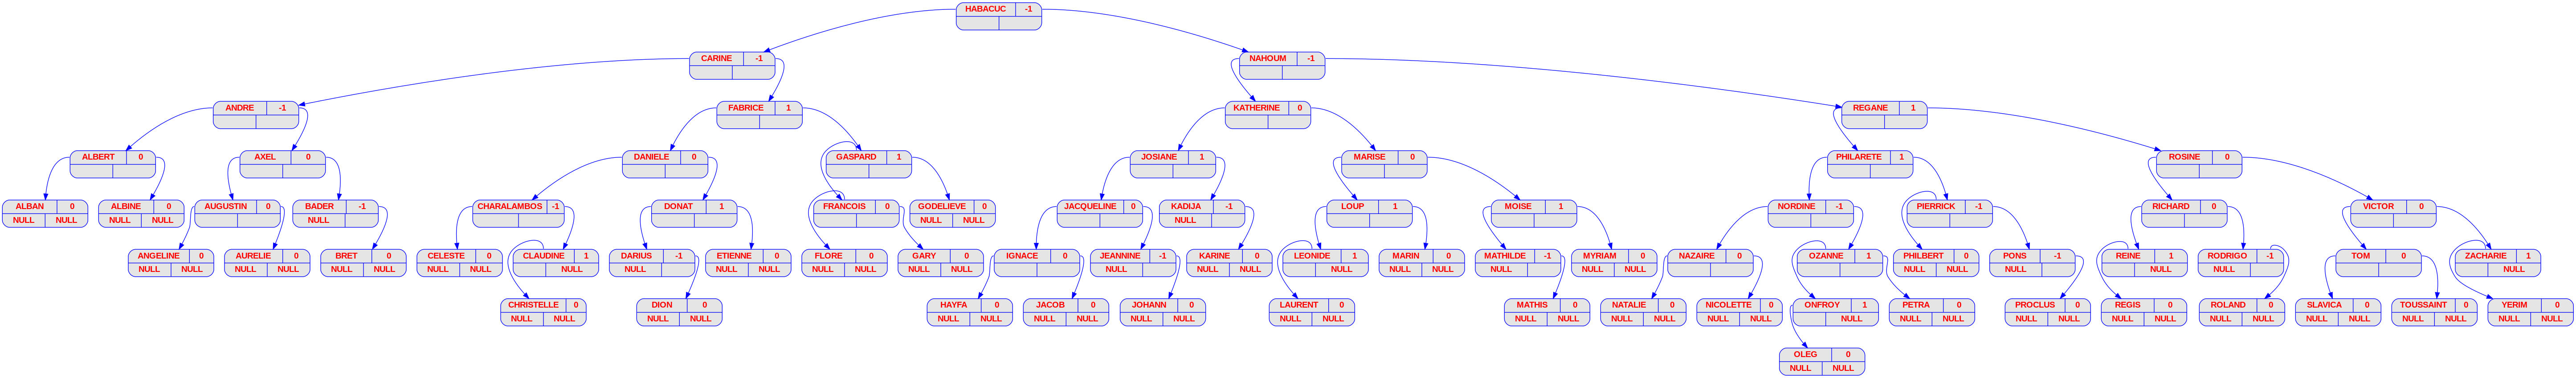 HABACUC -1
CARINE -1 NAHOUM -1
ANDRE -1 FABRICE 1 KATHERINE 0 REGANE 1
ALBERT 0 AXEL 0 DANIELE 0 GASPARD 1 JOSIANE 1 MARISE 0 PHILARETE 1 ROSINE 0
ALBAN 0 ALBINE 0 AUGUSTIN 0 BADER -1 CHARALAMBOS -1 DONAT 1 FRANCOIS 0 GODELIEVE 0 JACQUELINE 0 KADIJA -1 LOUP 1 MOISE 1 NORDINE -1 PIERRICK -1 RICHARD 0 VICTOR 0
NULL NULL NULL NULL NULL NULL NULL NULL
ANGELINE 0 AURELIE 0 BRET 0 CELESTE 0 CLAUDINE 1 DARIUS -1 ETIENNE 0 FLORE 0 GARY 0 IGNACE 0 JEANNINE -1 KARINE 0 LEONIDE 1 MARIN 0 MATHILDE -1 MYRIAM 0 NAZAIRE 0 OZANNE 1 PHILBERT 0 PONS -1 REINE 1 RODRIGO -1 TOM 0 ZACHARIE 1
NULL NULL NULL NULL NULL NULL NULL NULL NULL NULL NULL NULL NULL NULL NULL NULL NULL NULL NULL NULL NULL NULL NULL NULL NULL NULL NULL NULL NULL NULL NULL
CHRISTELLE 0 DION 0 HAYFA 0 JACOB 0 JOHANN 0 LAURENT 0 MATHIS 0 NATALIE 0 NICOLETTE 0 ONFROY 1 PETRA 0 PROCLUS 0 REGIS 0 ROLAND 0 SLAVICA 0 TOUSSAINT 0 YERIM 0
NULL NULL NULL NULL NULL NULL NULL NULL NULL NULL NULL NULL NULL NULL NULL NULL NULL NULL NULL NULL NULL NULL NULL NULL NULL NULL NULL NULL NULL NULL NULL NULL NULL
OLEG 0
NULL NULL